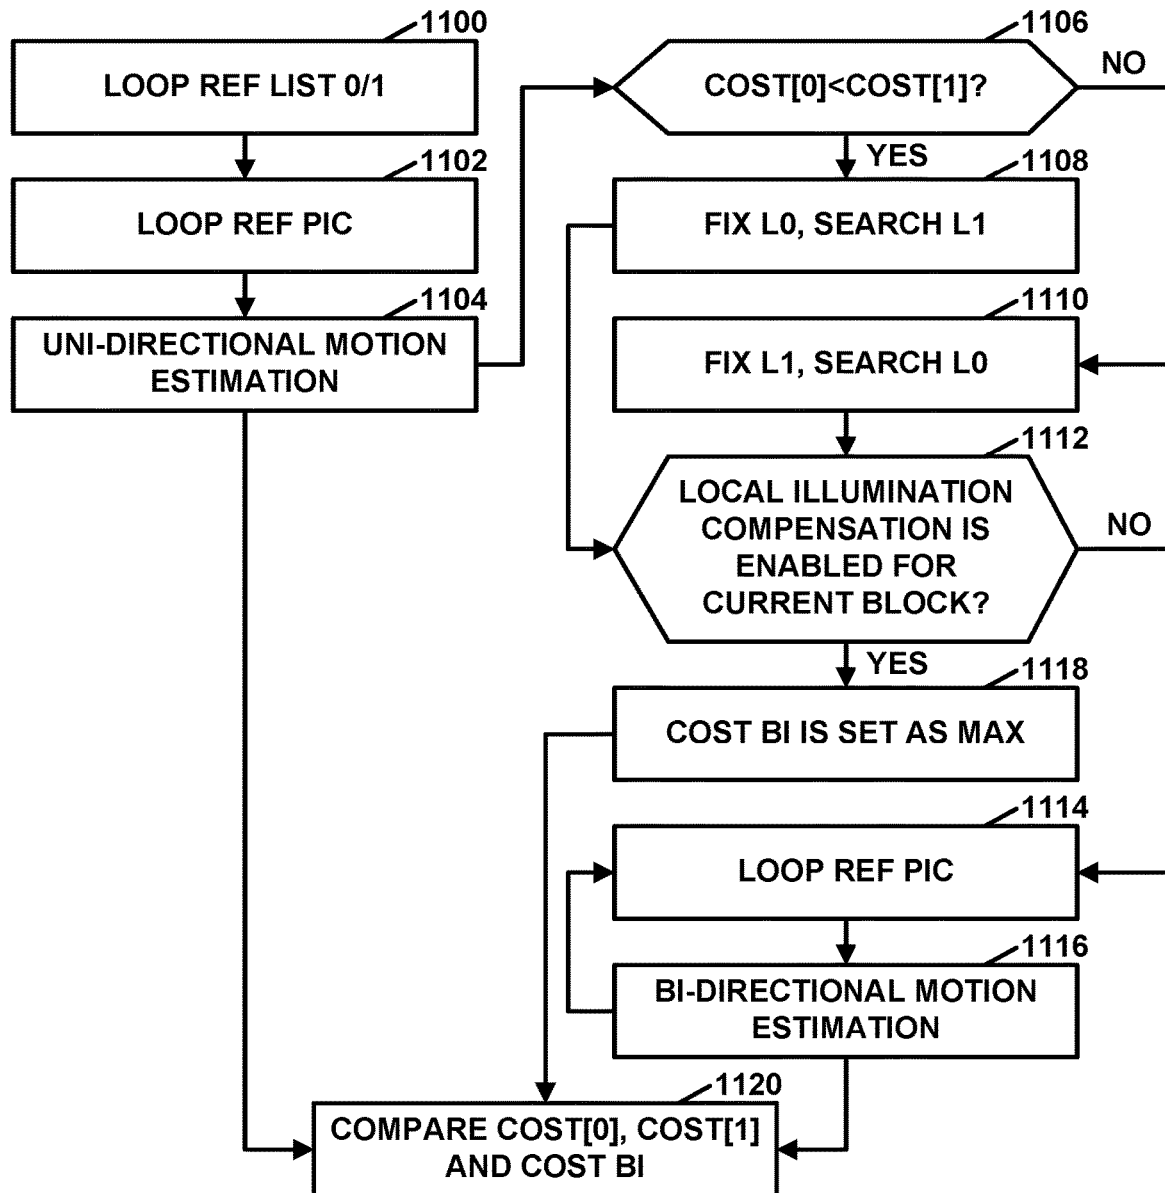 1100
LOOP REF LIST 0/1
1102
LOOP REF PIC
1104
UNI-DIRECTIONAL MOTION
ESTIMATION
1106
COST[0]<COST[1]?
NO
YES
1108
FIX L0, SEARCH L1
1110
FIX L1, SEARCH L0
1112
LOCAL ILLUMINATION
COMPENSATION IS
ENABLED FOR
CURRENT BLOCK?
NO
YES
1118
COST BI IS SET AS MAX
1114
LOOP REF PIC
1116
BI-DIRECTIONAL MOTION
ESTIMATION
1120
COMPARE COST[0], COST[1]
AND COST BI